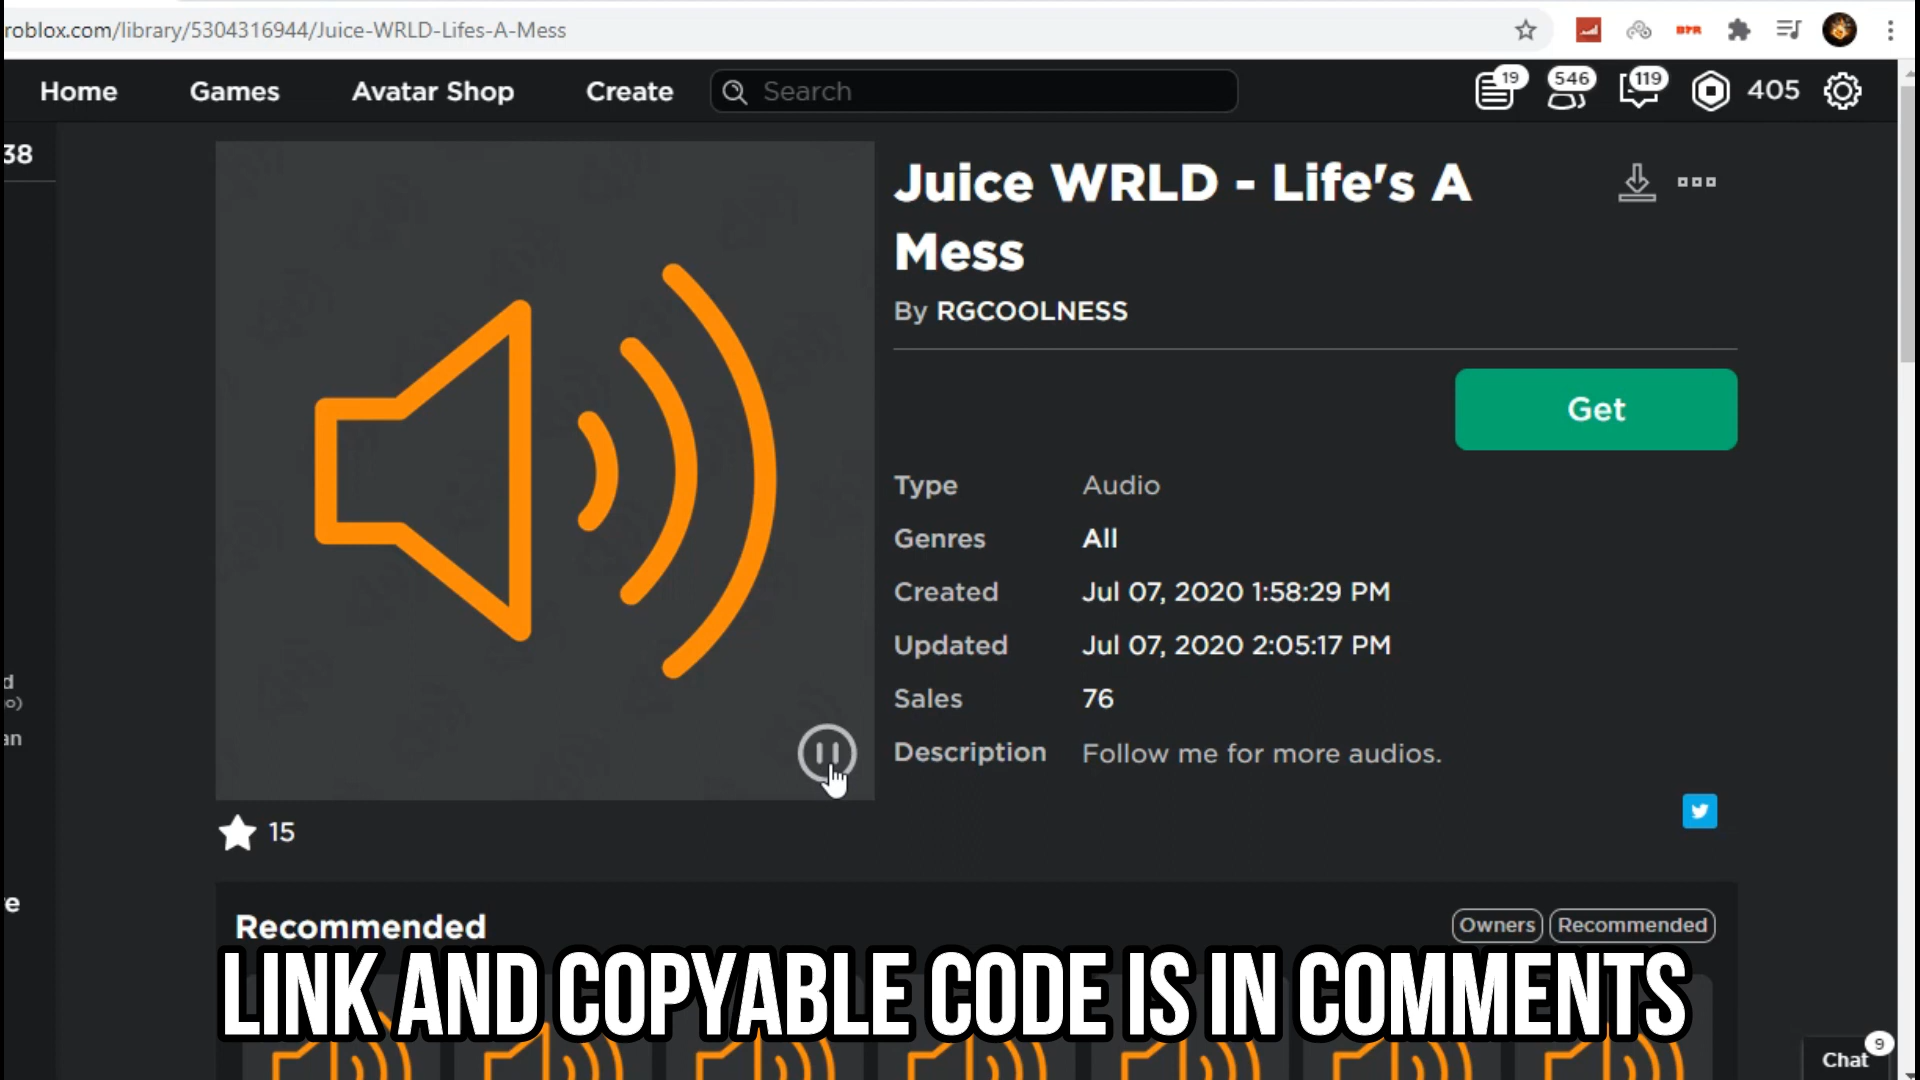 roblox.com/library/5304316944/Juice-WRLD-Lifes-A-Mess
BTR
Home Games Avatar Shop Create Search 19 546 119 405
38
Juice WRLD - Life's A
Mess
By RGCOOLNESS
Get
Type Audio
Genres All
Created Jul 07, 2020 1:58:29 PM
Updated Jul 07, 2020 2:05:17 PM
Sales 76
Description Follow me for more audios.
15
Recommended Owners Recommended
LINK AND COPYABLE CODE IS IN COMMENTS
Chat 9